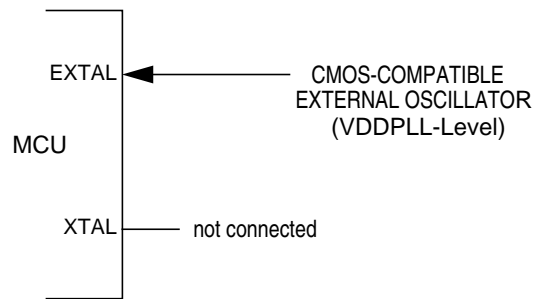 EXTAL
CMOS-COMPATIBLE
EXTERNAL OSCILLATOR
(VDDPLL-Level)
MCU
XTAL
not connected